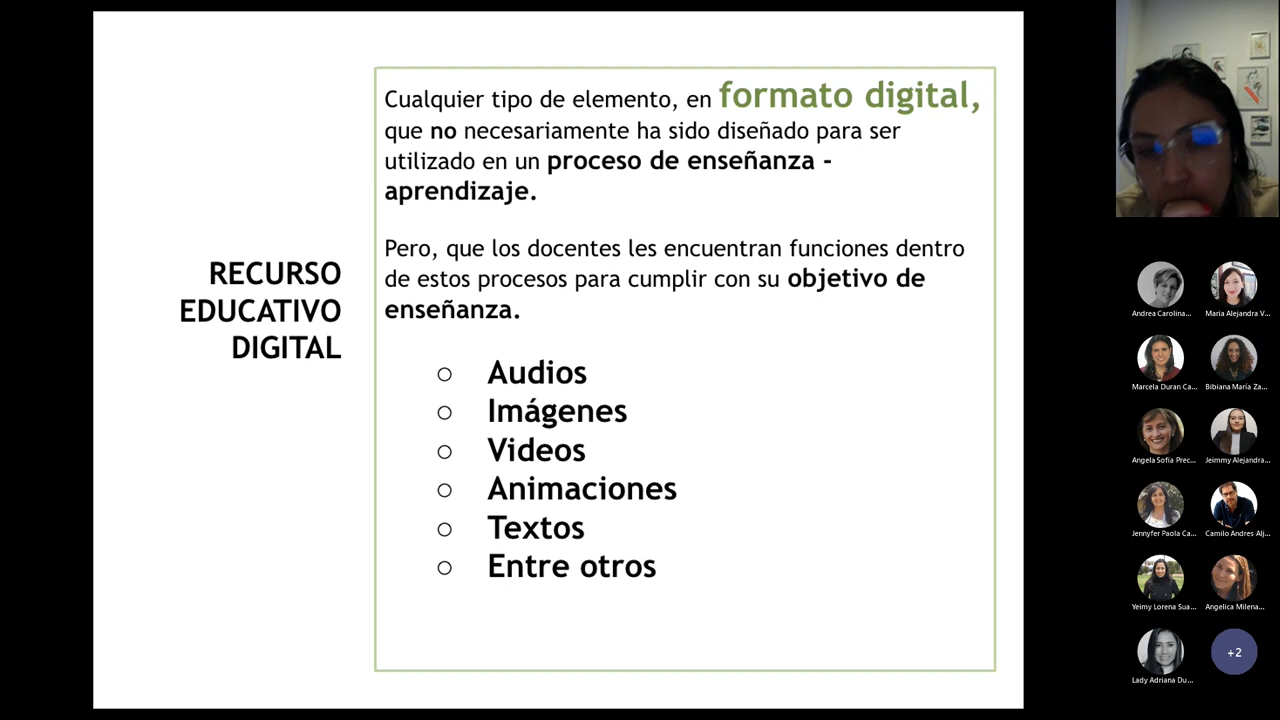 RECURSO
EDUCATIVO
DIGITAL
Cualquier tipo de elemento, en formato digital,
que no necesariamente ha sido diseñado para ser
utilizado en un proceso de enseñanza -
aprendizaje.
Pero, que los docentes les encuentran funciones dentro
de estos procesos para cumplir con su objetivo de
enseñanza.
○ Audios
○ Imágenes
○ Videos
○ Animaciones
○ Textos
○ Entre otros
Andrea Carolina...
Maria Alejandra V...
Marcela Duran Ca...
Bibiana María Za...
Angela Sofia Prec...
Jeimmy Alejandra...
Jennyfer Paola Ca...
Camilo Andres Alj...
Yeimy Lorena Sua...
Angelica Milena...
Lady Adriana Du...
+2